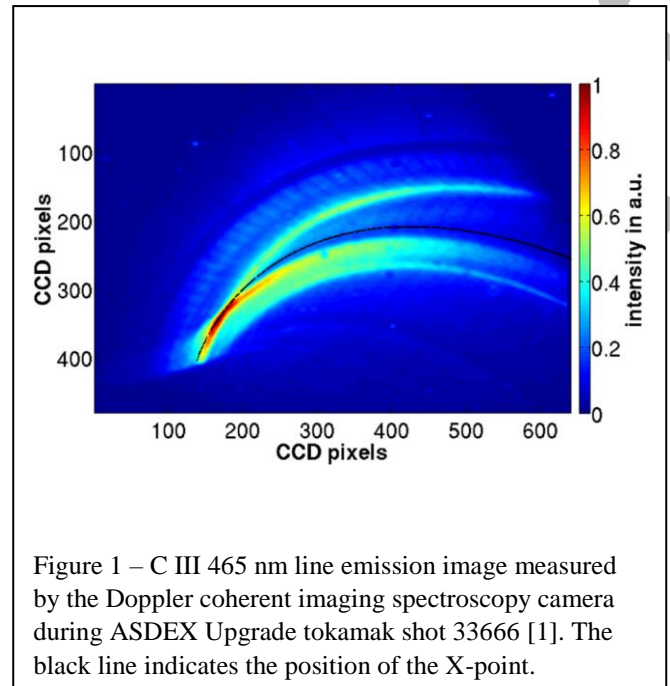 100
200
300
400
CCD pixels
100 200 300 400 500 600
CCD pixels
1
0.8
0.6
0.4
0.2
0
intensity in a.u.
Figure 1 – C III 465 nm line emission image measured
by the Doppler coherent imaging spectroscopy camera
during ASDEX Upgrade tokamak shot 33666 [1]. The
black line indicates the position of the X-point.